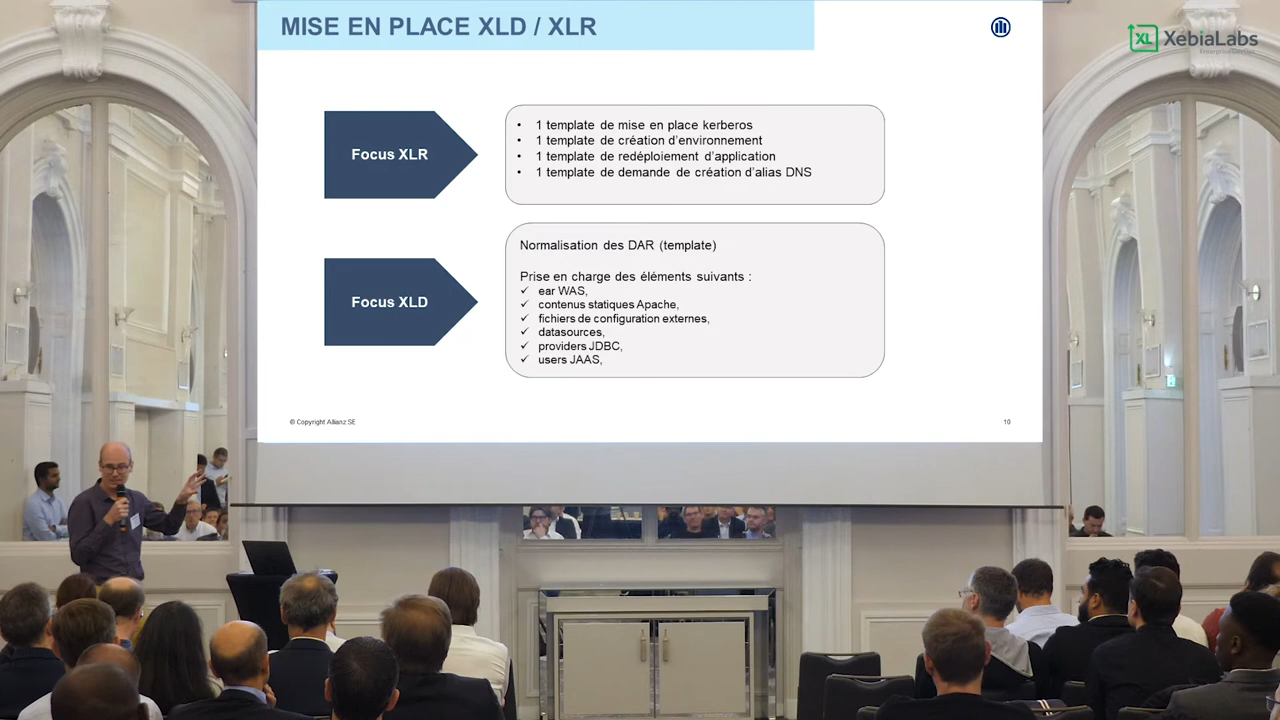 MISE EN PLACE XLD / XLR
XL XebiaLabs
Enterprise DevOps
Focus XLR
• 1 template de mise en place kerberos
• 1 template de création d'environnement
• 1 template de redéploiement d'application
• 1 template de demande de création d'alias DNS
Focus XLD
Normalisation des DAR (template)
Prise en charge des éléments suivants :
✓ ear WAS,
✓ contenus statiques Apache,
✓ fichiers de configuration externes,
✓ datasources,
✓ providers JDBC,
✓ users JAAS,
© Copyright Allianz SE
10